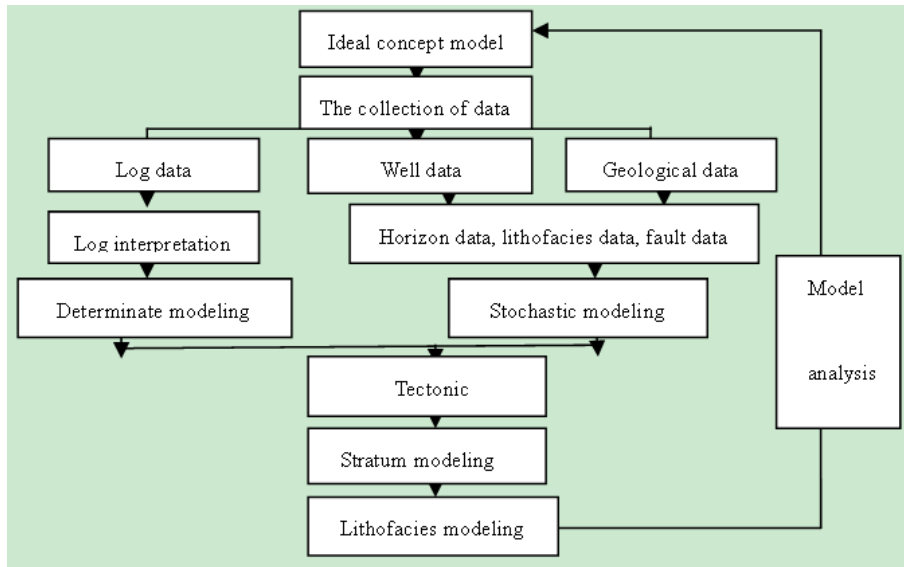 Ideal concept model
The collection of data
Log data
Well data
Geological data
Log interpretation
Horizon data, lithofacies data, fault data
Determinate modeling
Stochastic modeling
Model
analysis
Tectonic
Stratum modeling
Lithofacies modeling